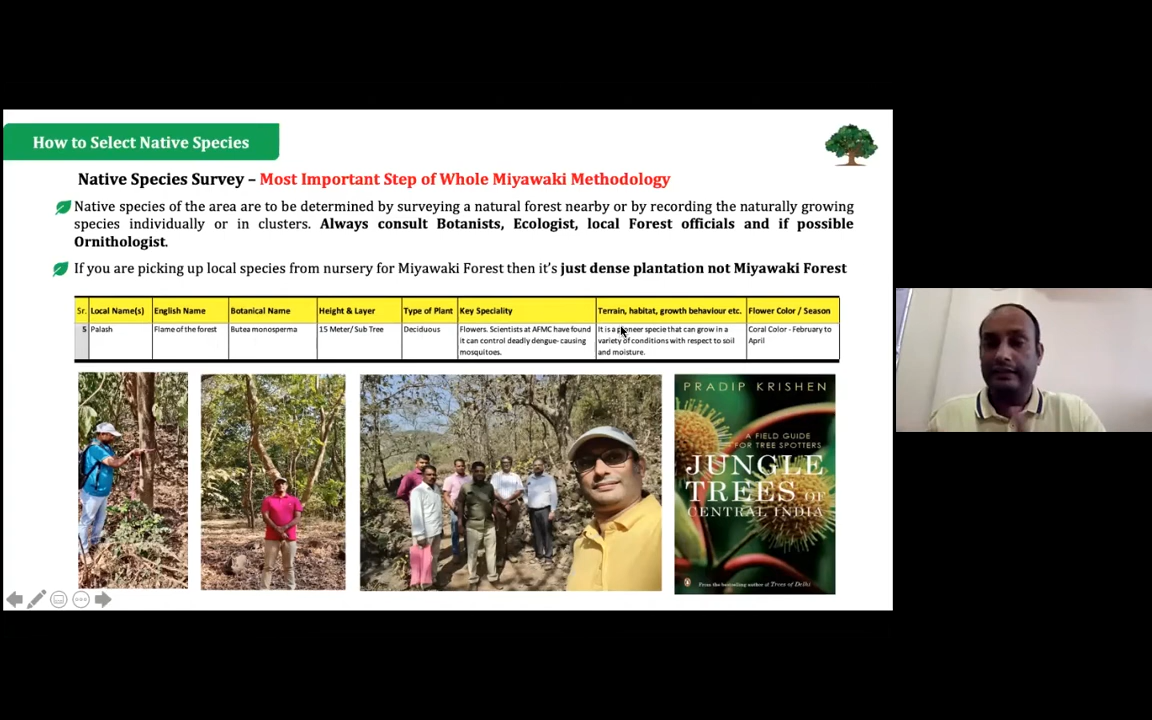 How to Select Native Species
Native Species Survey – Most Important Step of Whole Miyawaki Methodology
Native species of the area are to be determined by surveying a natural forest nearby or by recording the naturally growing
species individually or in clusters. Always consult Botanists, Ecologist, local Forest officials and if possible
Ornithologist.
If you are picking up local species from nursery for Miyawaki Forest then it's just dense plantation not Miyawaki Forest
Sr. Local Name(s) English Name Botanical Name Height & Layer Type of Plant Key Speciality Terrain, habitat, growth behaviour etc. Flower Color / Season
5 Palash Flame of the forest Butea monosperma 15 Meter/ Sub Tree Deciduous Flowers. Scientists at AFMC have found It is a pioneer specie that can grow in a Coral Color - February to
it can control deadly dengue- causing variety of conditions with respect to soil April
mosquitoes. and moisture.
PRADIP KRISHEN
A FIELD GUIDE
FOR TREE SPOTTERS
JUNGLE
TREES OF
CENTRAL INDIA
From the bestselling author of Trees of Delhi